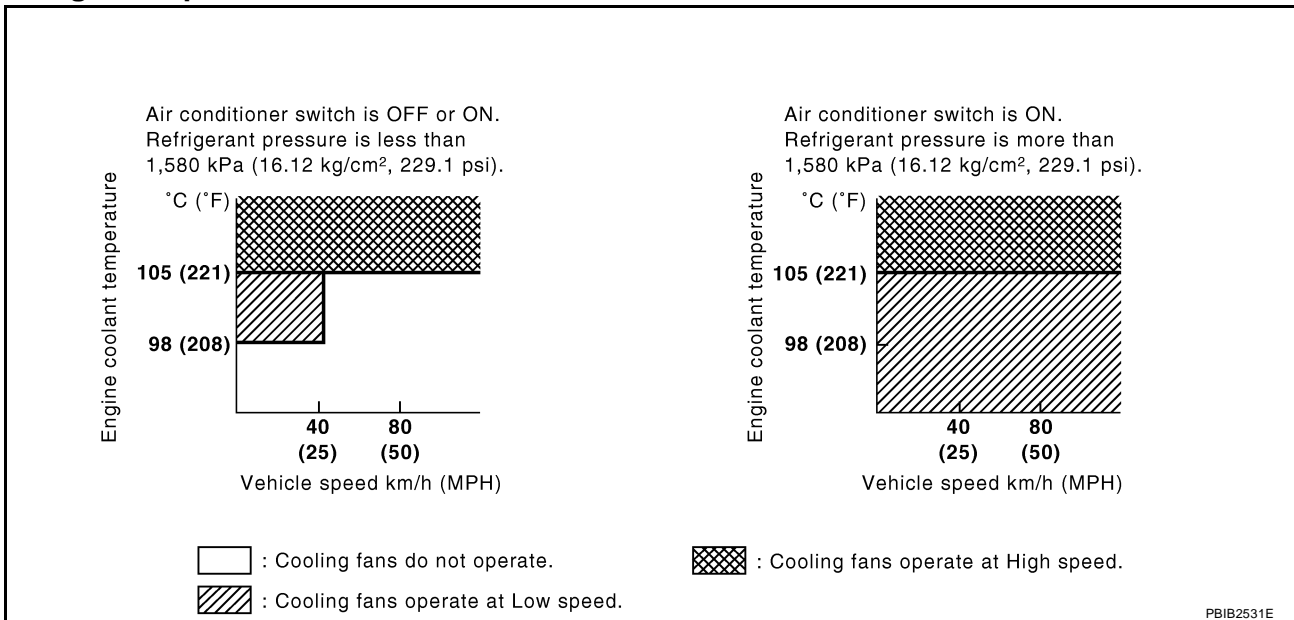 Air conditioner switch is OFF or ON.
Refrigerant pressure is less than
1,580 kPa (16.12 kg/cm², 229.1 psi).
Engine coolant temperature
˚C (˚F)
105 (221)
98 (208)
40
(25)
80
(50)
Vehicle speed km/h (MPH)
Air conditioner switch is ON.
Refrigerant pressure is more than
1,580 kPa (16.12 kg/cm², 229.1 psi).
Engine coolant temperature
˚C (˚F)
105 (221)
98 (208)
40
(25)
80
(50)
Vehicle speed km/h (MPH)
: Cooling fans do not operate.
: Cooling fans operate at Low speed.
: Cooling fans operate at High speed.
PBIB2531E